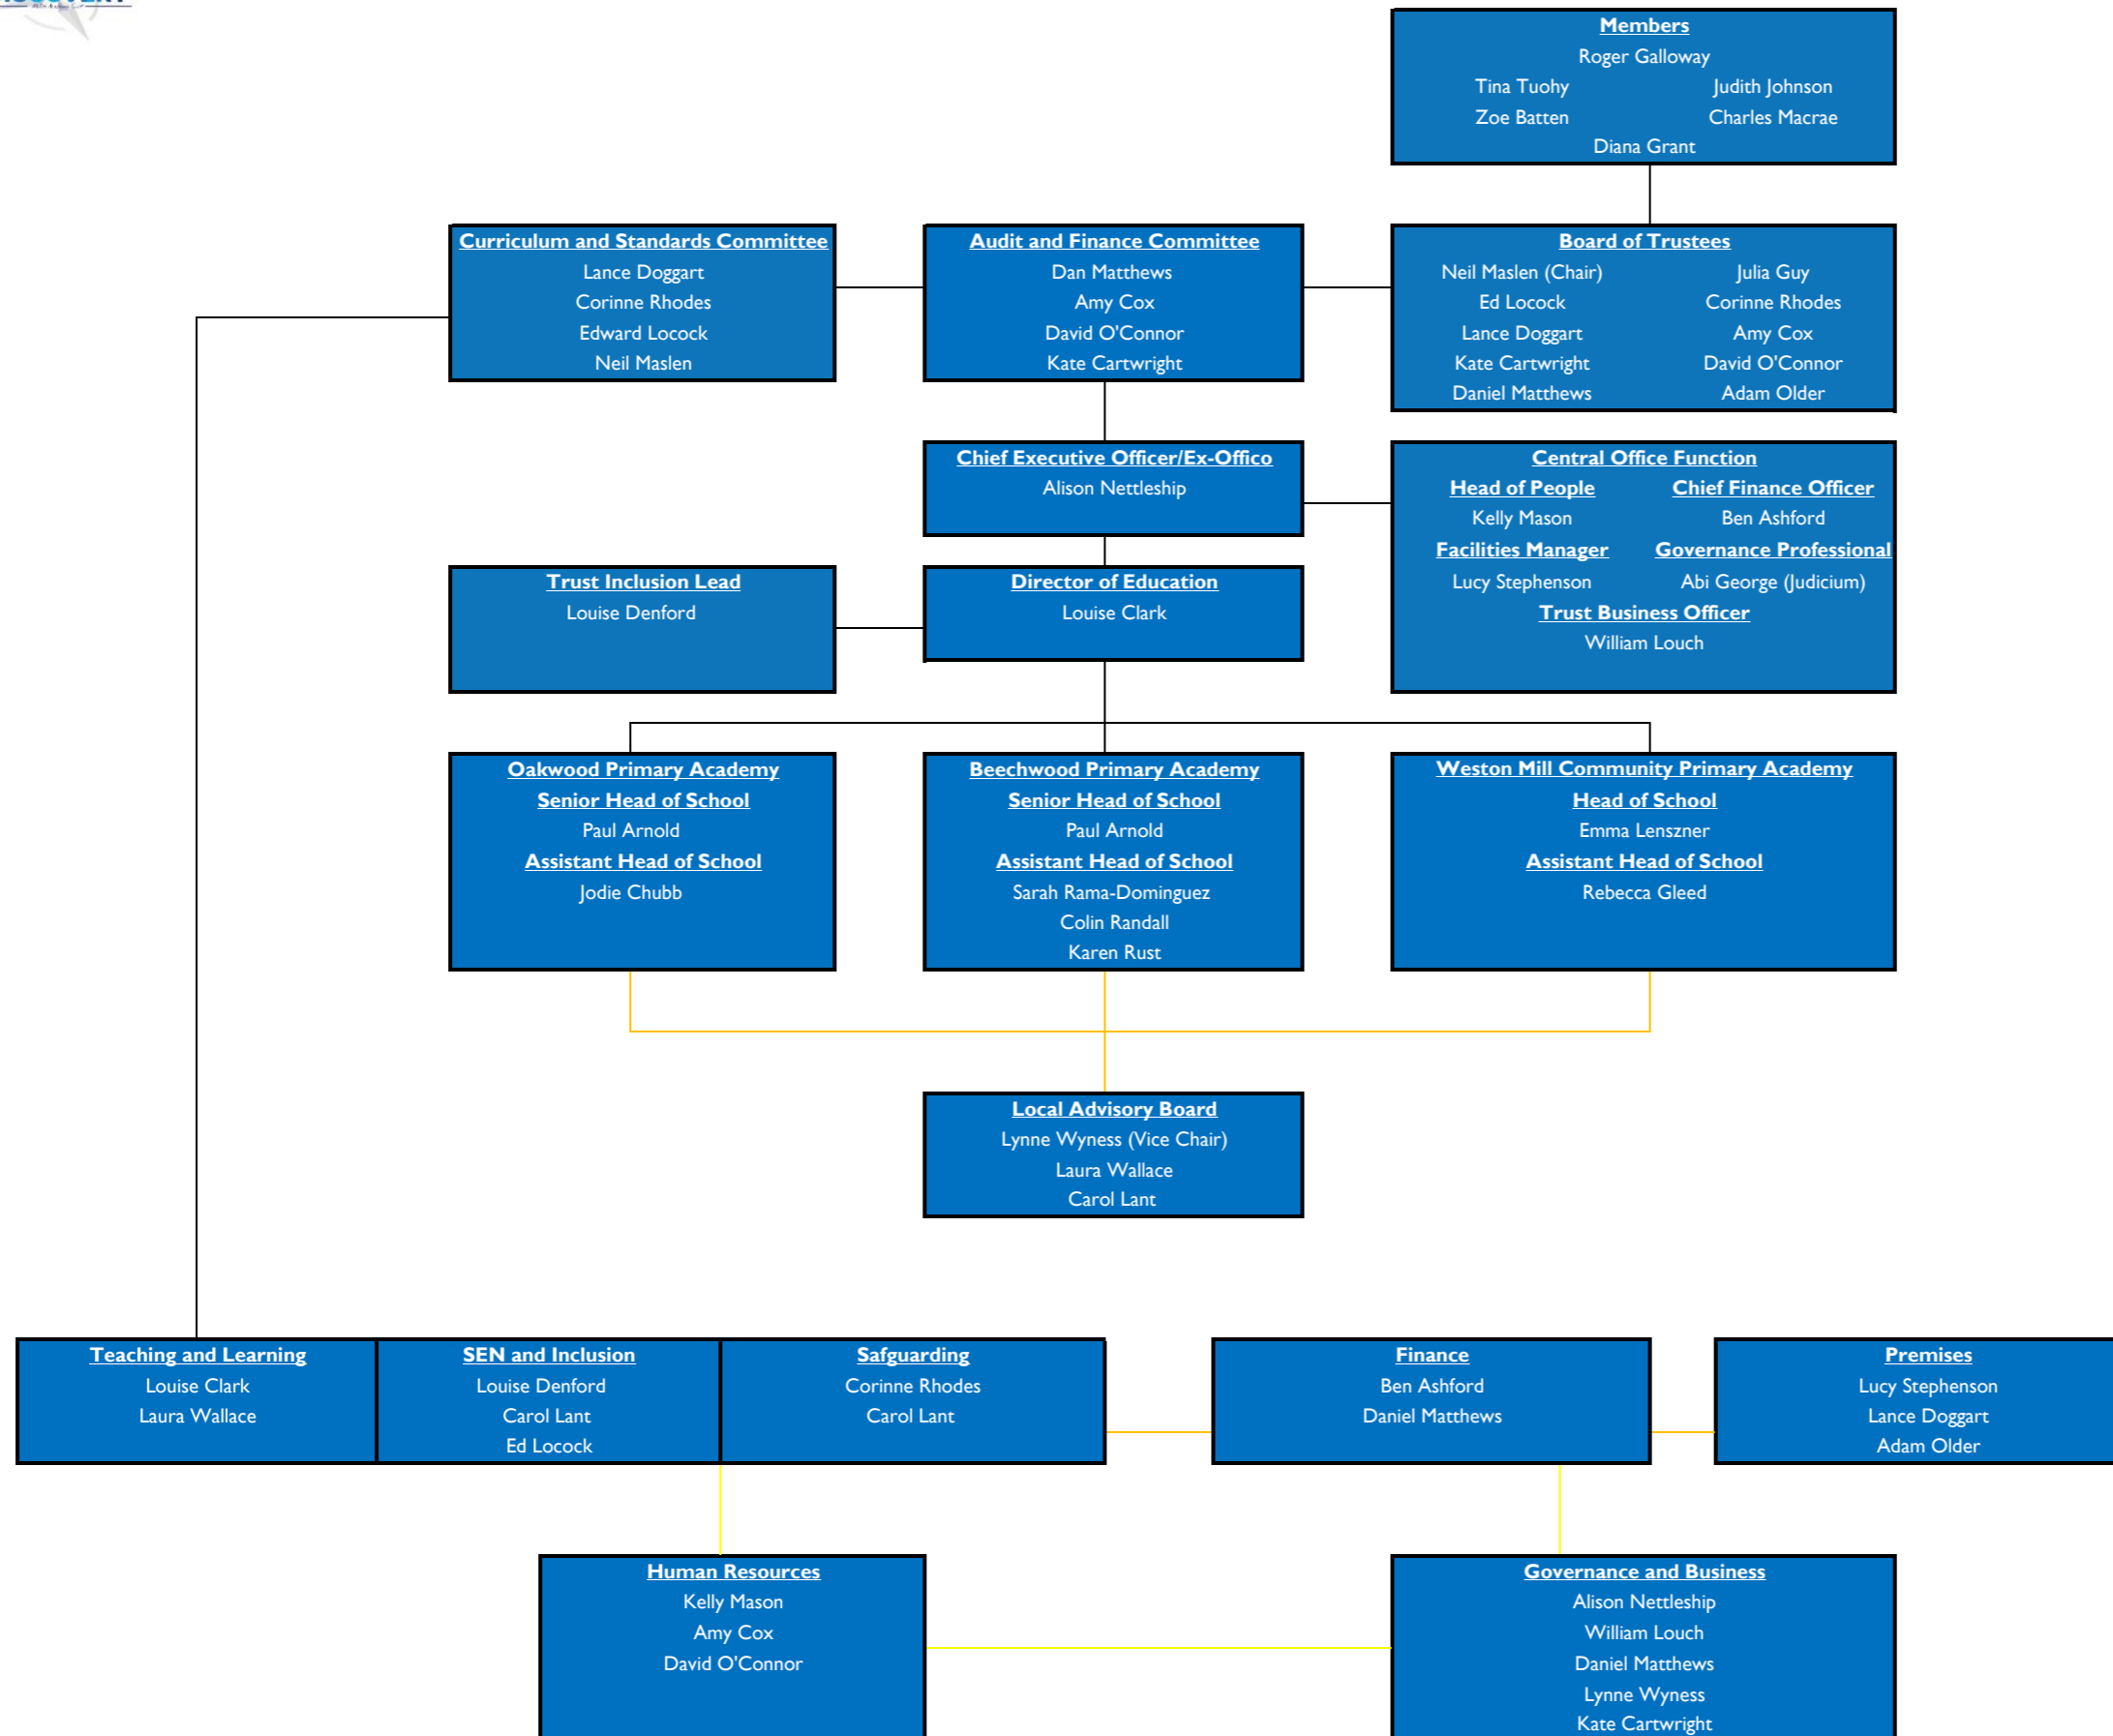 Members
Roger Galloway
Tina Tuohy Judith Johnson
Zoe Batten Charles Macrae
Diana Grant
Curriculum and Standards Committee
Lance Doggart
Corinne Rhodes
Edward Locock
Neil Maslen
Audit and Finance Committee
Dan Matthews
Amy Cox
David O'Connor
Kate Cartwright
Board of Trustees
Neil Maslen (Chair) Julia Guy
Ed Locock Corinne Rhodes
Lance Doggart Amy Cox
Kate Cartwright David O'Connor
Daniel Matthews Adam Older
Chief Executive Officer/Ex-Offico
Alison Nettleship
Central Office Function
Head of People Chief Finance Officer
Kelly Mason Ben Ashford
Facilities Manager Governance Professional
Lucy Stephenson Abi George (Judicium)
Trust Business Officer
William Louch
Trust Inclusion Lead
Louise Denford
Director of Education
Louise Clark
Oakwood Primary Academy
Senior Head of School
Paul Arnold
Assistant Head of School
Jodie Chubb
Beechwood Primary Academy
Senior Head of School
Paul Arnold
Assistant Head of School
Sarah Rama-Dominguez
Colin Randall
Karen Rust
Weston Mill Community Primary Academy
Head of School
Emma Lenszner
Assistant Head of School
Rebecca Gleed
Local Advisory Board
Lynne Wyness (Vice Chair)
Laura Wallace
Carol Lant
Teaching and Learning
Louise Clark
Laura Wallace
SEN and Inclusion
Louise Denford
Carol Lant
Ed Locock
Safguarding
Corinne Rhodes
Carol Lant
Finance
Ben Ashford
Daniel Matthews
Premises
Lucy Stephenson
Lance Doggart
Adam Older
Human Resources
Kelly Mason
Amy Cox
David O'Connor
Governance and Business
Alison Nettleship
William Louch
Daniel Matthews
Lynne Wyness
Kate Cartwright